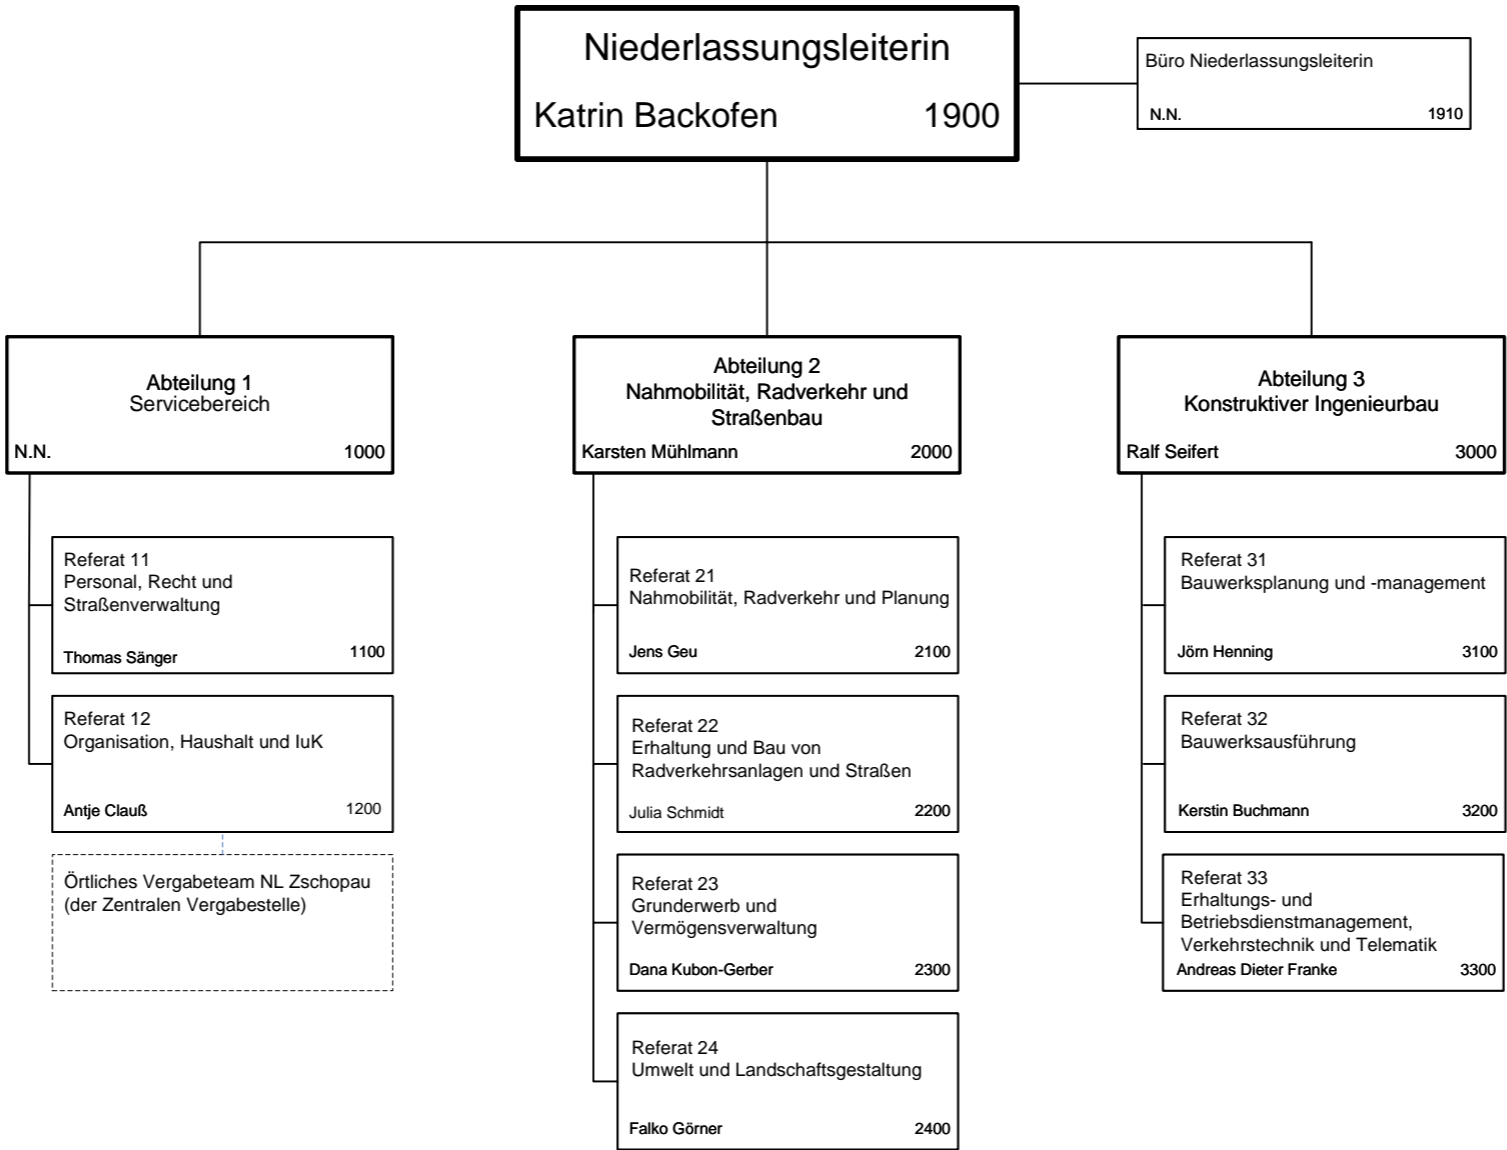 Niederlassungsleiterin
Katrin Backofen 1900
Büro Niederlassungsleiterin
N.N. 1910
Abteilung 1
Servicebereich
N.N. 1000
Referat 11
Personal, Recht und
Straßenverwaltung
Thomas Sänger 1100
Referat 12
Organisation, Haushalt und IuK
Antje Clauß 1200
Örtliches Vergabeteam NL Zschopau
(der Zentralen Vergabestelle)
Abteilung 2
Nahmobilität, Radverkehr und
Straßenbau
Karsten Mühlmann 2000
Referat 21
Nahmobilität, Radverkehr und Planung
Jens Geu 2100
Referat 22
Erhaltung und Bau von
Radverkehrsanlagen und Straßen
Julia Schmidt 2200
Referat 23
Grunderwerb und
Vermögensverwaltung
Dana Kubon-Gerber 2300
Referat 24
Umwelt und Landschaftsgestaltung
Falko Görner 2400
Abteilung 3
Konstruktiver Ingenieurbau
Ralf Seifert 3000
Referat 31
Bauwerksplanung und -management
Jörn Henning 3100
Referat 32
Bauwerksausführung
Kerstin Buchmann 3200
Referat 33
Erhaltungs- und
Betriebsdienstmanagement,
Verkehrstechnik und Telematik
Andreas Dieter Franke 3300